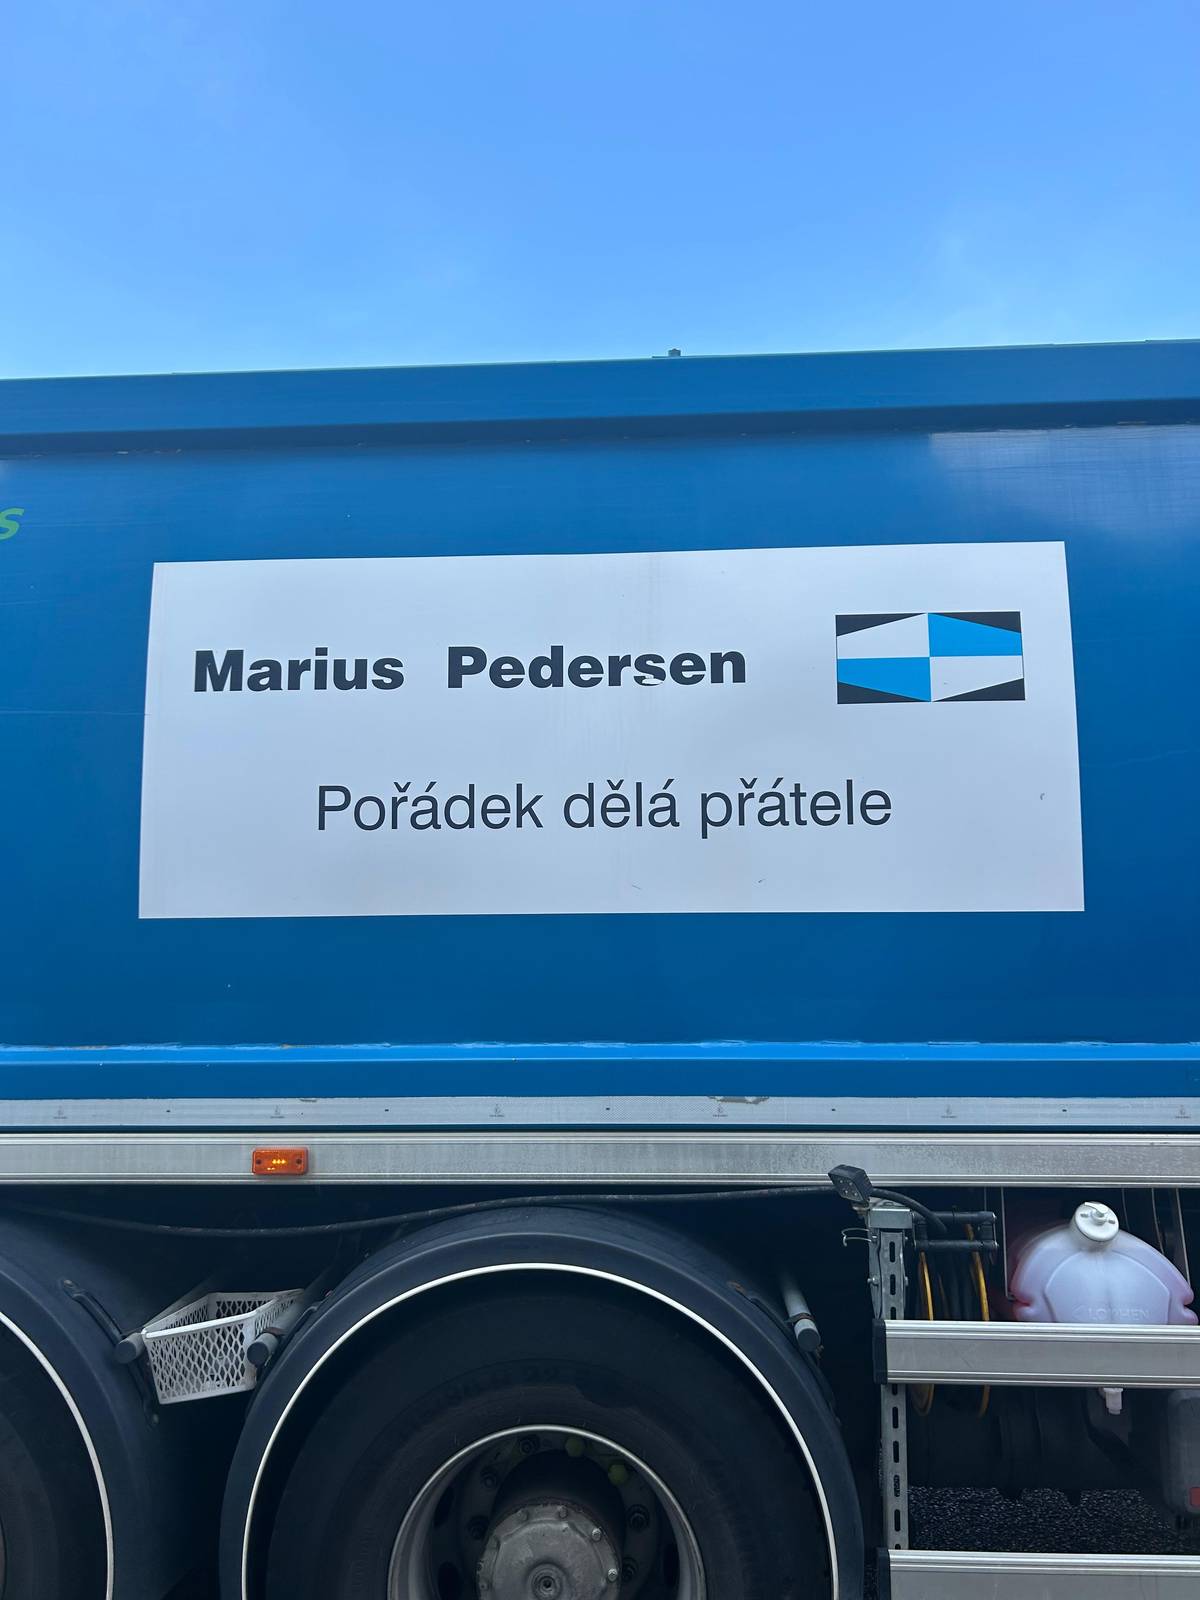 s
Marius Pedersen
Pořádek dělá přátele